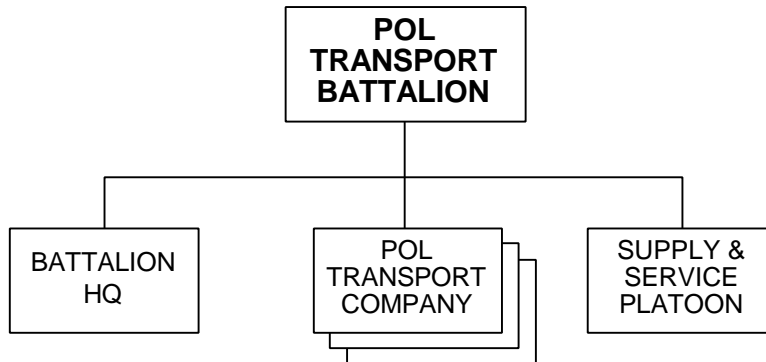 POL
TRANSPORT
BATTALION
BATTALION
HQ
POL
TRANSPORT
COMPANY
SUPPLY &
SERVICE
PLATOON